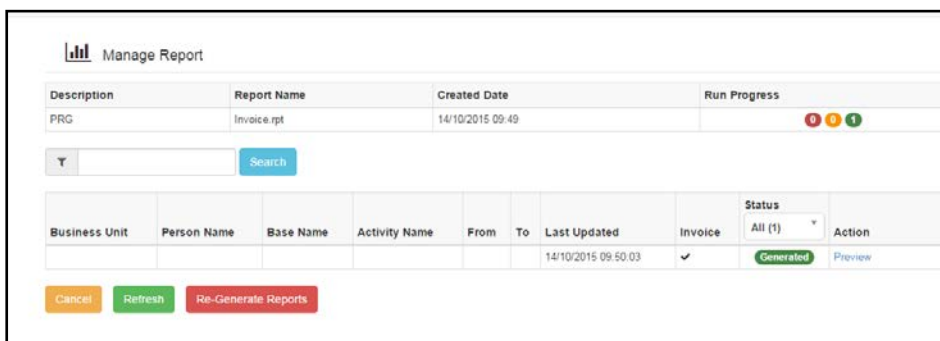 Manage Report
Description Report Name Created Date Run Progress
PRG Invoice.rpt 14/10/2015 09:49 0 0 1
Search
Status
Business Unit Person Name Base Name Activity Name From To Last Updated Invoice All (1) Action
14/10/2015 09:50:03 Generated Preview
Cancel Refresh Re-Generate Reports